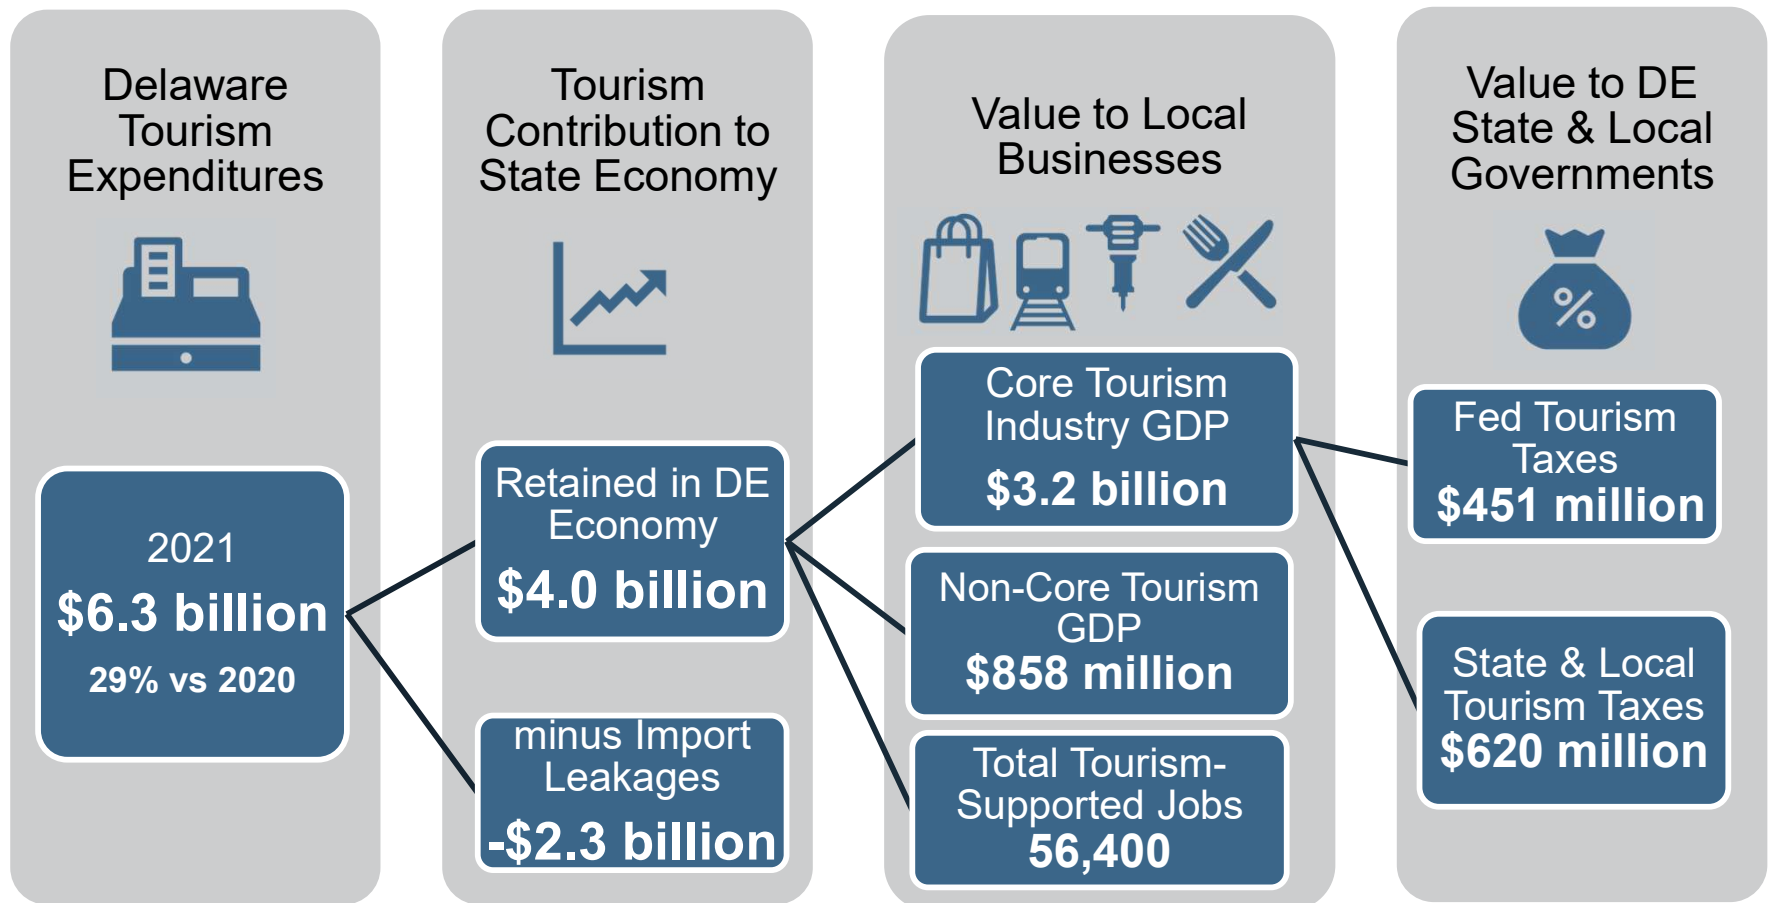 Delaware
Tourism
Expenditures
2021
$6.3 billion
29% vs 2020
Tourism
Contribution to
State Economy
Retained in DE
Economy
$4.0 billion
minus Import
Leakages
-$2.3 billion
Value to Local
Businesses
Core Tourism
Industry GDP
$3.2 billion
Non-Core Tourism
GDP
$858 million
Total Tourism-
Supported Jobs
56,400
Value to DE
State & Local
Governments
%
Fed Tourism
Taxes
$451 million
State & Local
Tourism Taxes
$620 million